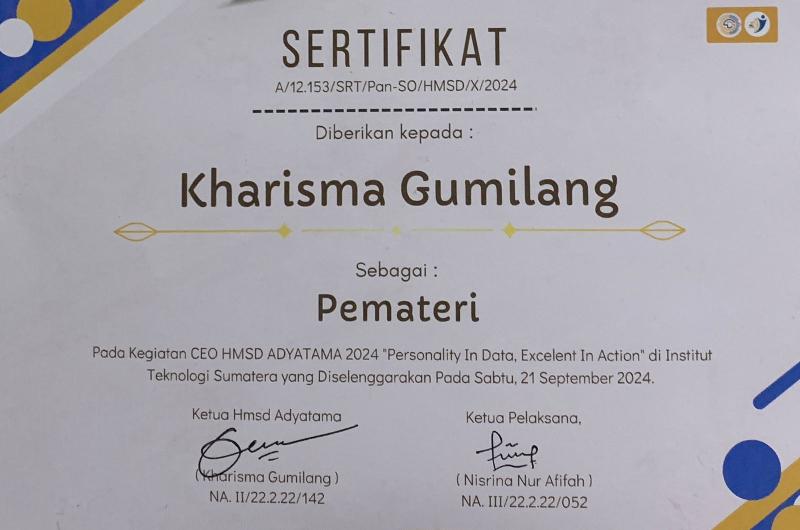 SERTIFIKAT
A/12.153/SRT/Pan-SO/HMSD/X/2024
Diberikan kepada :
Kharisma Gumilang
Sebagai :
Pemateri
Pada Kegiatan CEO HMSD ADYATAMA 2024 "Personality In Data, Excelent In Action" di Institut
Teknologi Sumatera yang Diselenggarakan Pada Sabtu, 21 September 2024.
Ketua Hmsd Adyatama
(Kharisma Gumilang )
NA. II/22.2.22/142
Ketua Pelaksana,
( Nisrina Nur Afifah )
NA. III/22.2.22/052